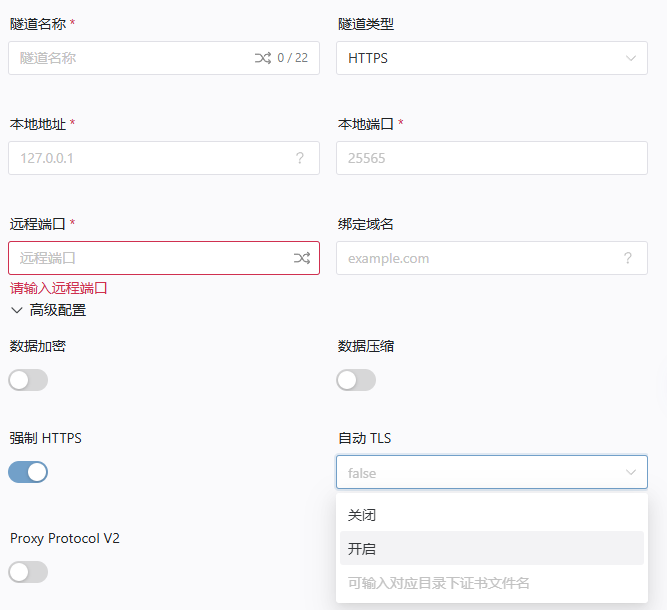 隧道名称 *
隧道类型
隧道名称 0 / 22
HTTPS
本地地址 *
本地端口 *
127.0.0.1 ?
25565
远程端口 *
绑定域名
远程端口
example.com ?
请输入远程端口
高级配置
数据加密
数据压缩
强制 HTTPS
自动 TLS
false
关闭
Proxy Protocol V2
开启
可输入对应目录下证书文件名